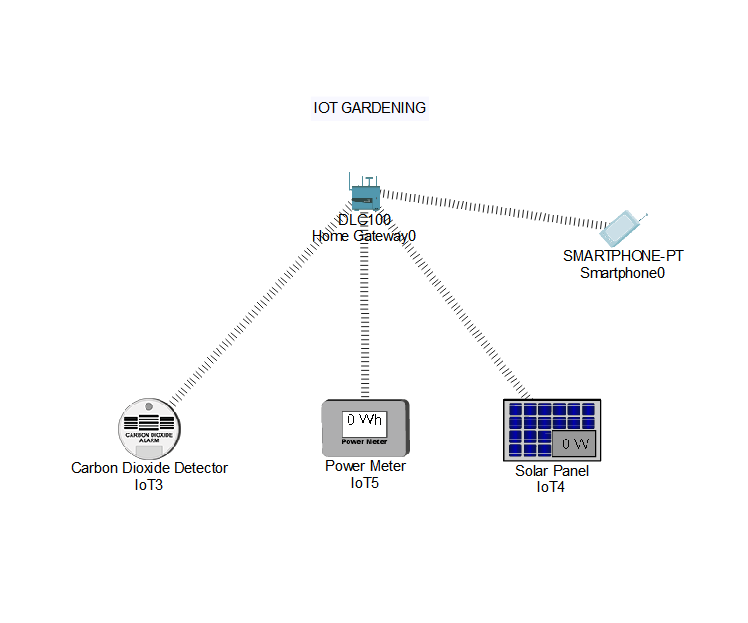 IOT GARDENING
DLC100
Home Gateway0
SMARTPHONE-PT
Smartphone0
CARBON DIOXIDE
ALARM
Carbon Dioxide Detector
IoT3
0 Wh
Power Meter
Power Meter
IoT5
0 W
Solar Panel
IoT4